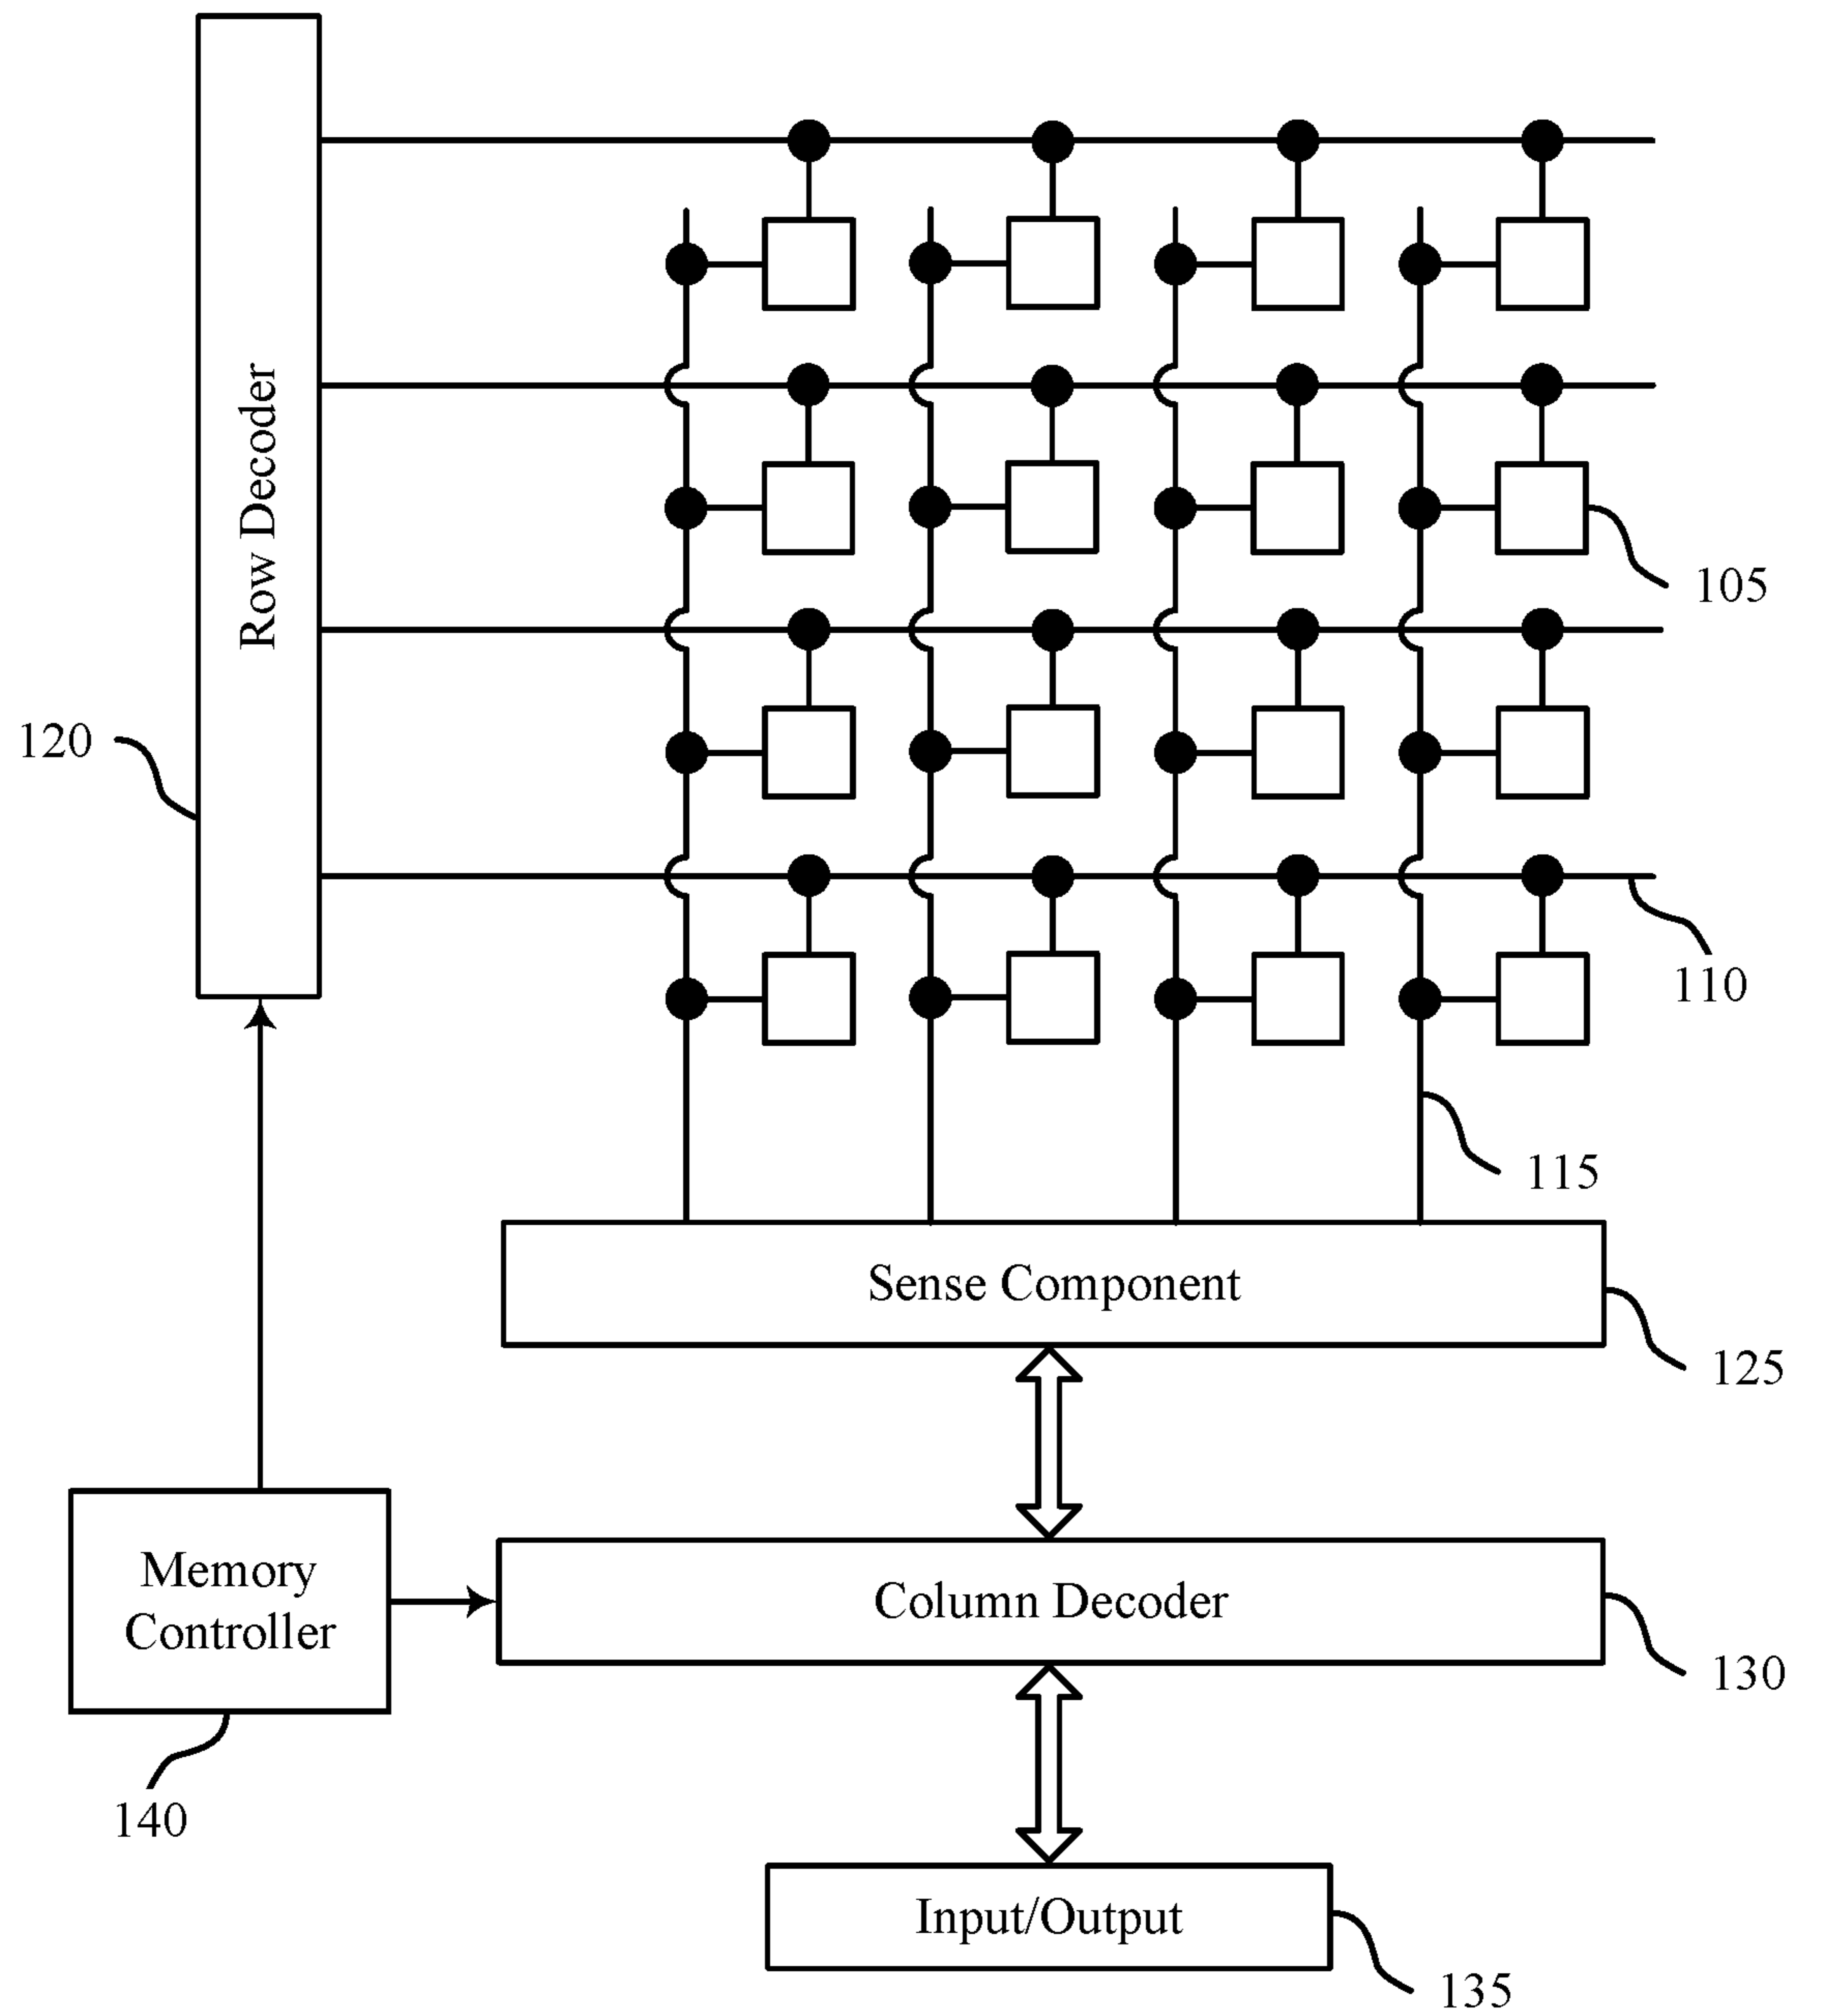 Row Decoder
105
120
110
115
Sense Component
125
Memory
Controller
Column Decoder
130
140
Input/Output
135